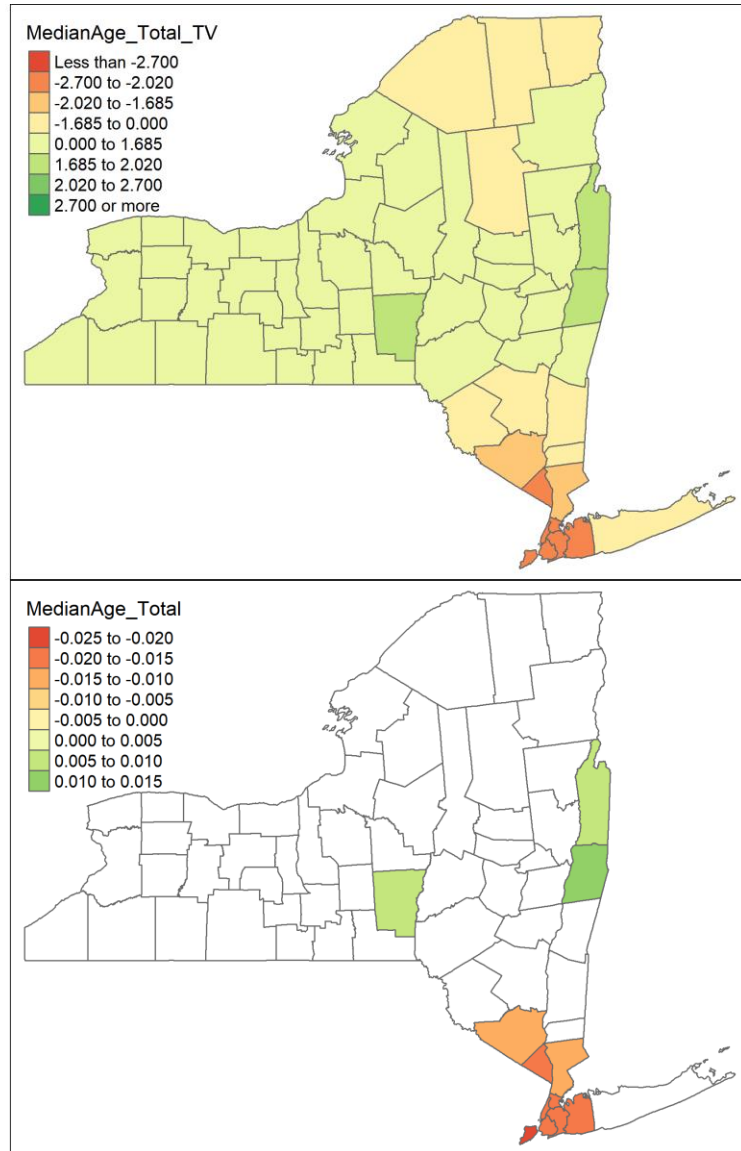 MedianAge_Total_TV
Less than -2.700
-2.700 to -2.020
-2.020 to -1.685
-1.685 to 0.000
0.000 to 1.685
1.685 to 2.020
2.020 to 2.700
2.700 or more
MedianAge_Total
-0.025 to -0.020
-0.020 to -0.015
-0.015 to -0.010
-0.010 to -0.005
-0.005 to 0.000
0.000 to 0.005
0.005 to 0.010
0.010 to 0.015